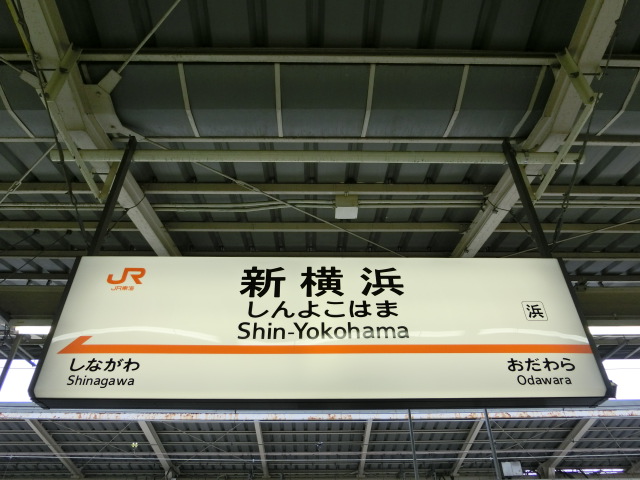 JR
JR東海
新横浜
しんよこはま
Shin-Yokohama
浜
しながわ
Shinagawa
おだわら
Odawara